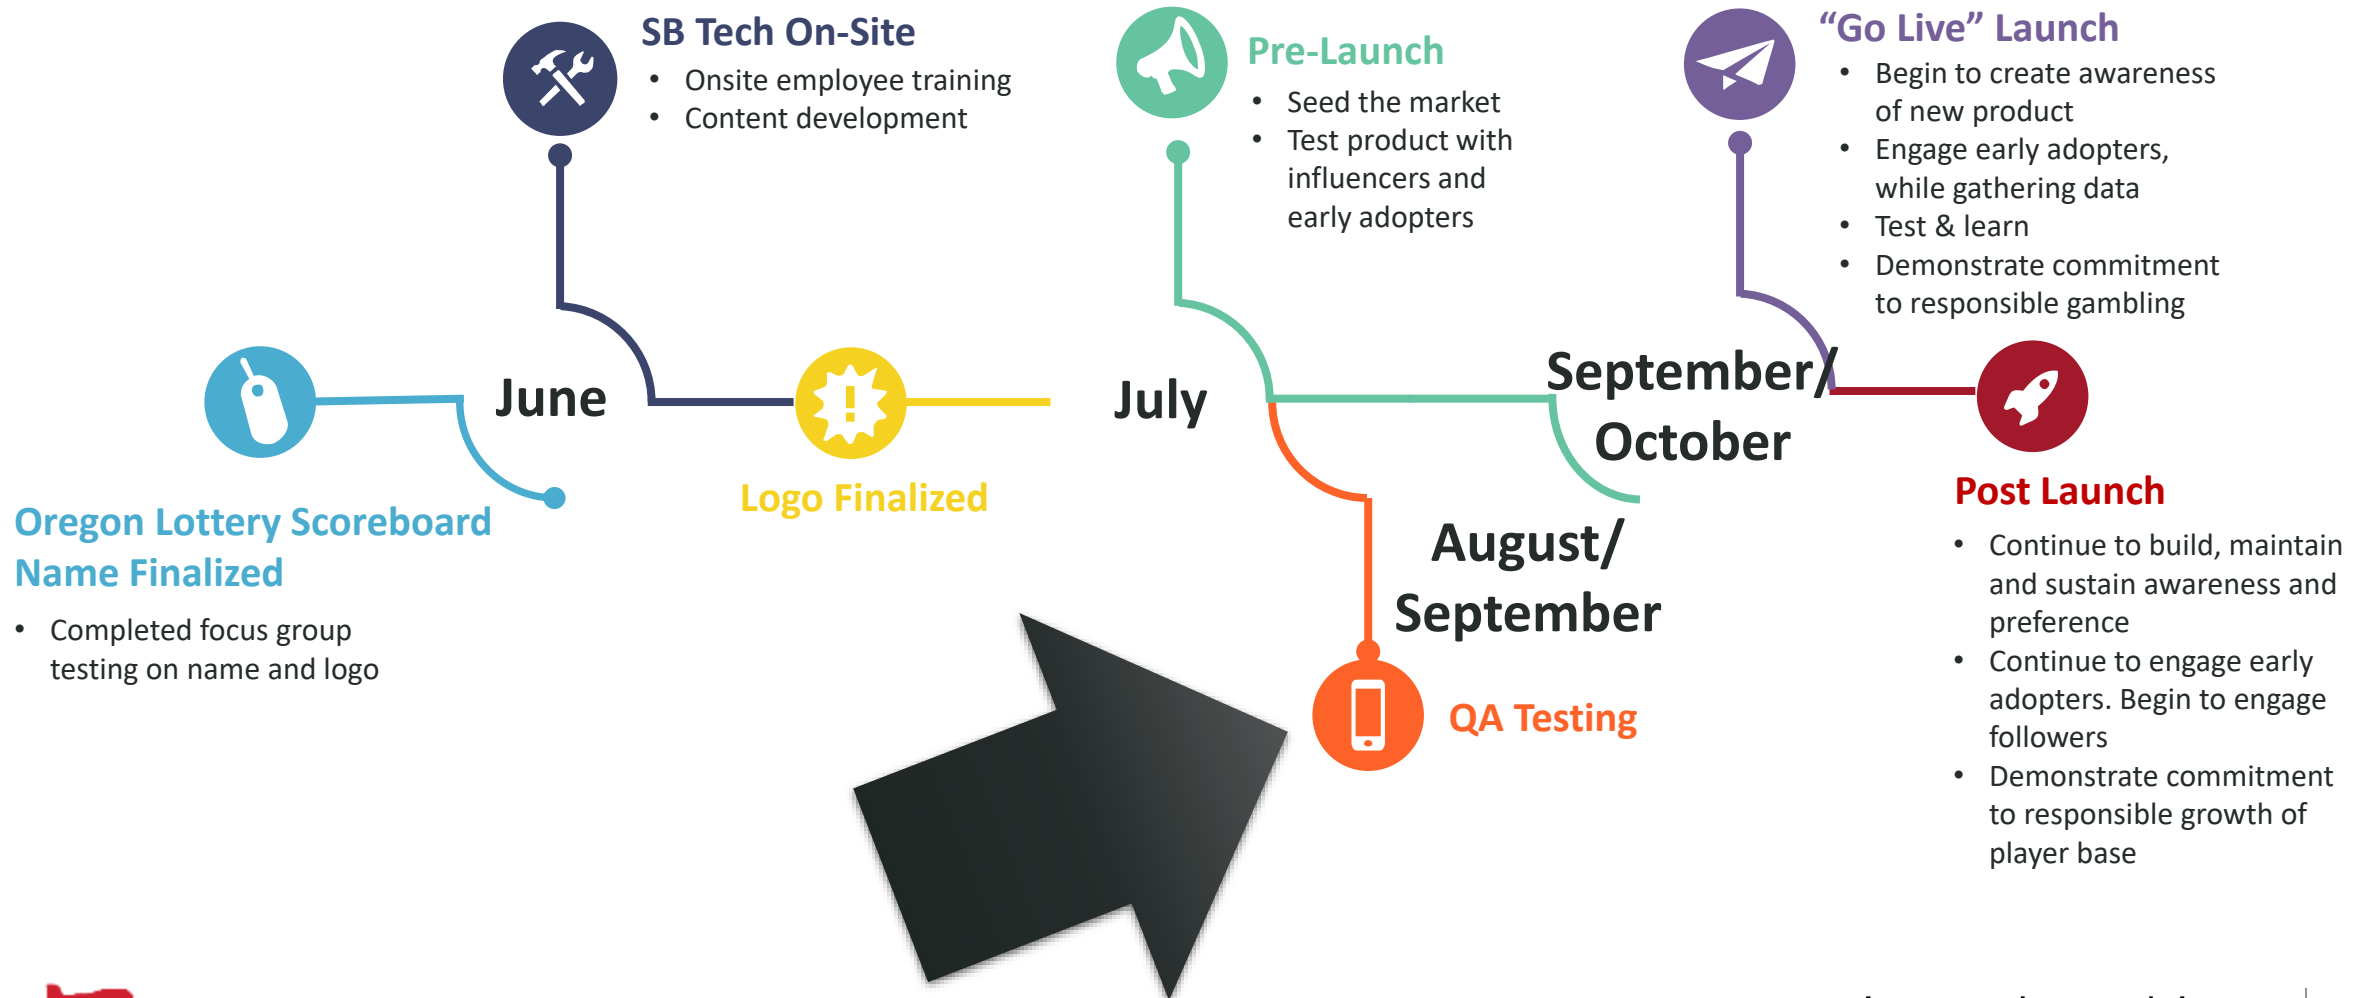 SB Tech On-Site
• Onsite employee training
• Content development
Pre-Launch
• Seed the market
• Test product with
influencers and
early adopters
“Go Live” Launch
• Begin to create awareness
of new product
• Engage early adopters,
while gathering data
• Test & learn
• Demonstrate commitment
to responsible gambling
June
July
September/
October
Oregon Lottery Scoreboard
Name Finalized
• Completed focus group
testing on name and logo
Logo Finalized
August/
September
QA Testing
Post Launch
• Continue to build, maintain
and sustain awareness and
preference
• Continue to engage early
adopters. Begin to engage
followers
• Demonstrate commitment
to responsible growth of
player base